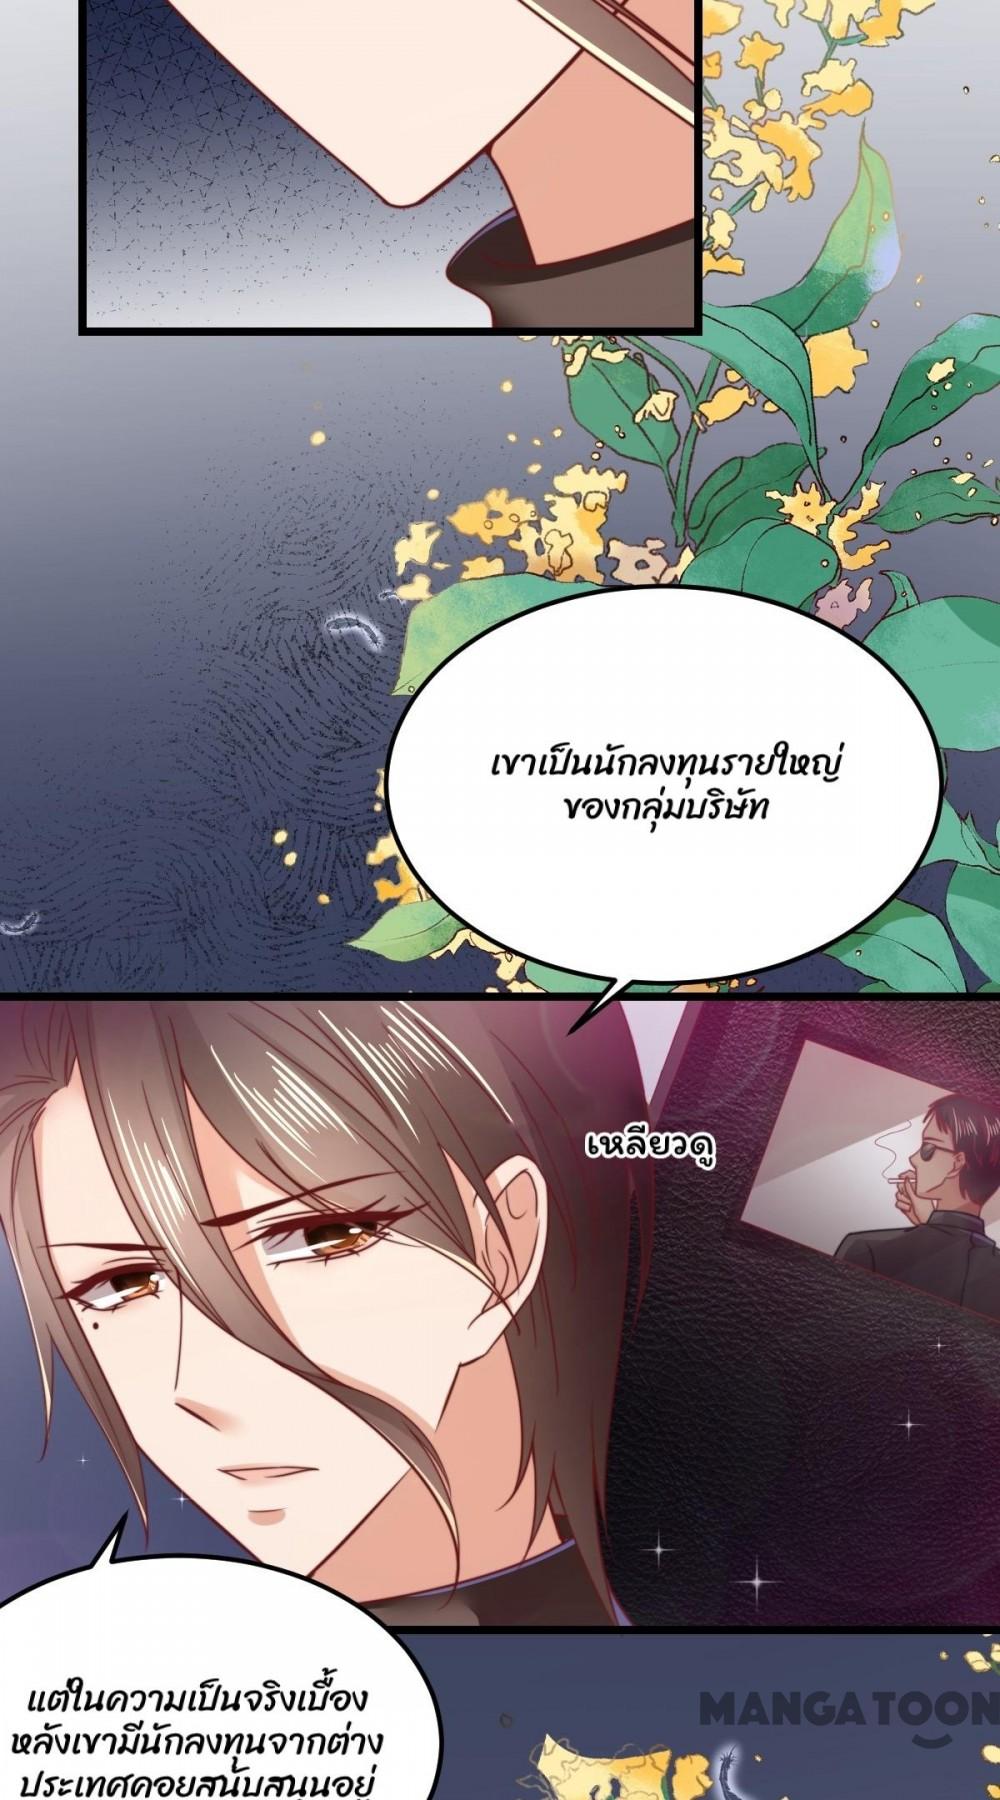 เขาเป็นนักลงทุนรายใหญ่
ของกลุ่มบริษัท
เหลียวดู
แต่ในความเป็นจริงเบื้อง
หลังเขามีนักลงทุนจากต่าง
ประเทศคอยสนับสนุนอยู่
MANGATOON